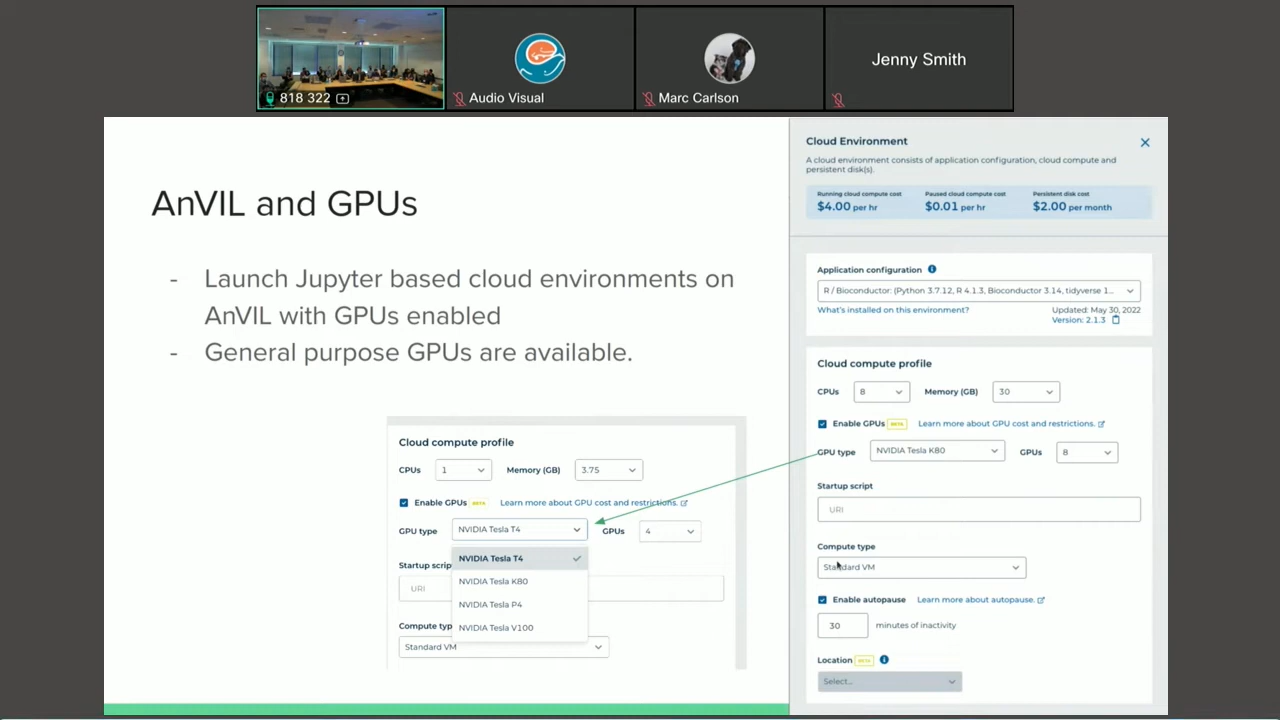 818 322
Audio Visual
Marc Carlson
Jenny Smith
AnVIL and GPUs
- Launch Jupyter based cloud environments on
AnVIL with GPUs enabled
- General purpose GPUs are available.
Cloud compute profile
CPUs 1 Memory (GB) 3.75
Enable GPUs BETA Learn more about GPU cost and restrictions.
GPU type NVIDIA Tesla T4 GPUs 4
NVIDIA Tesla T4
Startup scrip
NVIDIA Tesla K80
URI
NVIDIA Tesla P4
Compute typ
NVIDIA Tesla V100
Standard VM
Cloud Environment
A cloud environment consists of application configuration, cloud compute and
persistent disk(s).
Running cloud compute cost Paused cloud compute cost Persistent disk cost
$4.00 per hr $0.01 per hr $2.00 per month
Application configuration
R / Bioconductor: (Python 3.7.12, R 4.1.3, Bioconductor 3.14, tidyverse 1...
What's installed on this environment? Updated: May 30, 2022
Version: 2.1.3
Cloud compute profile
CPUs 8 Memory (GB) 30
Enable GPUs BETA Learn more about GPU cost and restrictions.
GPU type NVIDIA Tesla K80 GPUs 8
Startup script
URI
Compute type
Standard VM
Enable autopause Learn more about autopause.
30 minutes of inactivity
Location BETA
Select...